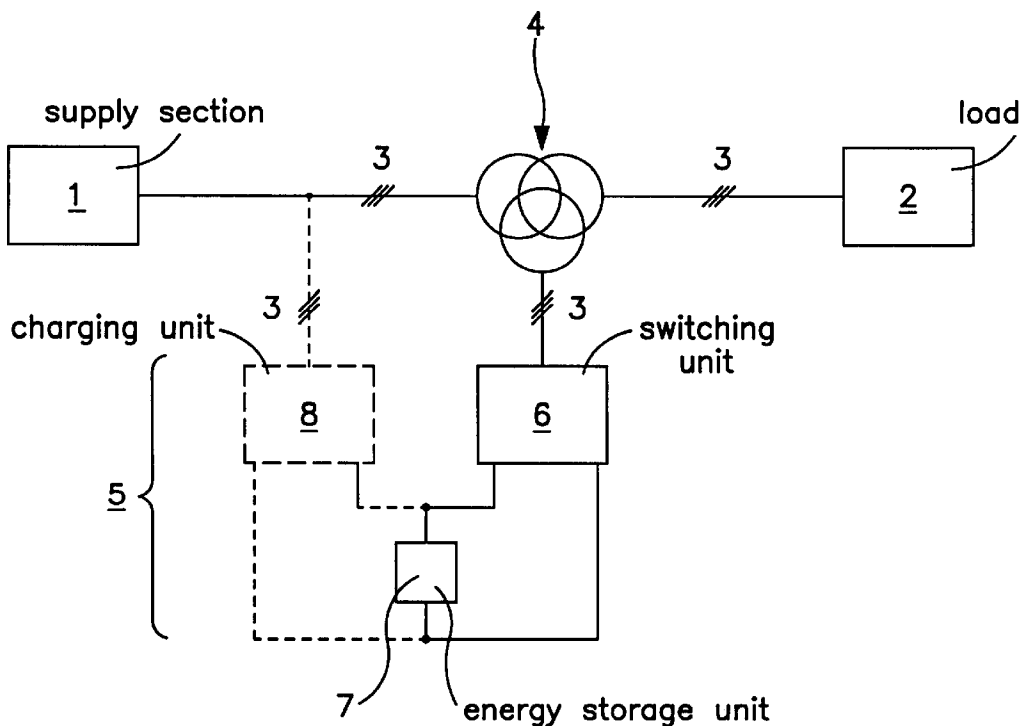 4
supply section
load
3
3
1
2
3
3
charging unit
switching
unit
8
6
5
7
energy storage unit